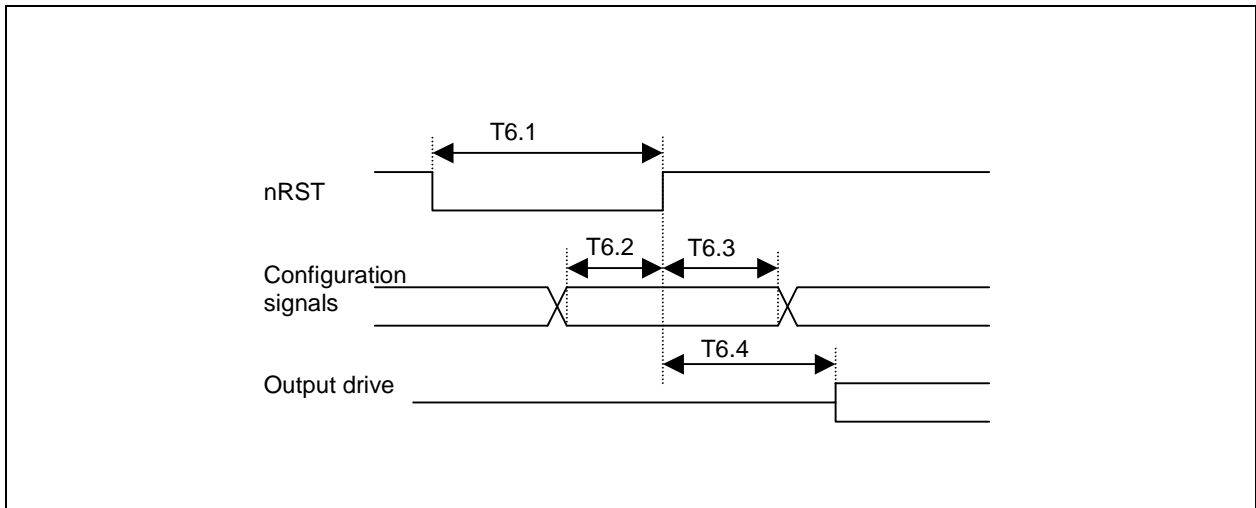 T6.1
nRST
T6.2
T6.3
Configuration
signals
T6.4
Output drive